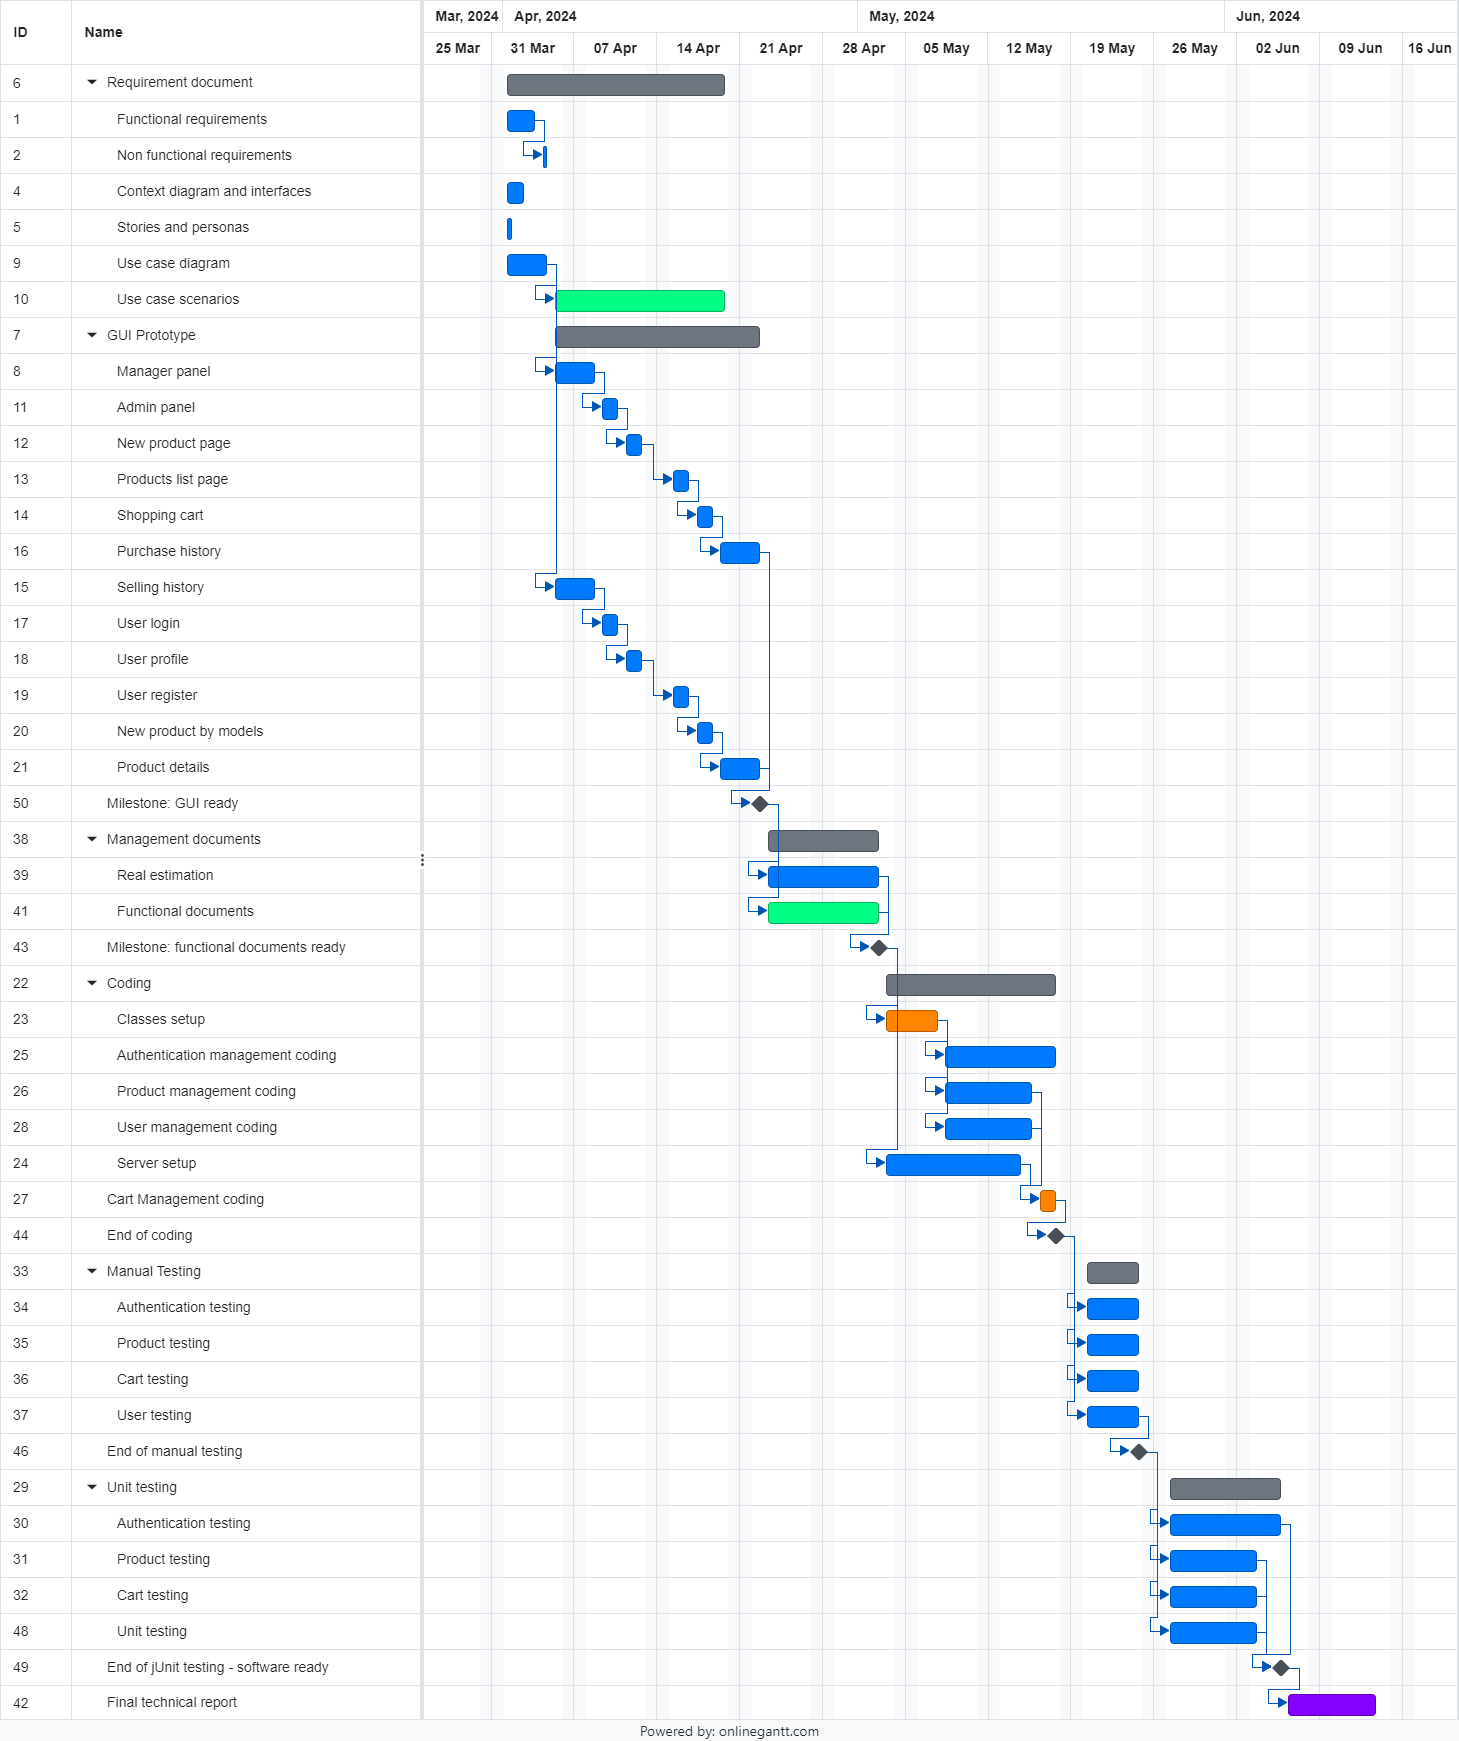 ID Name Mar, 2024 Apr, 2024 May, 2024 Jun, 2024
25 Mar 31 Mar 07 Apr 14 Apr 21 Apr 28 Apr 05 May 12 May 19 May 26 May 02 Jun 09 Jun 16 Jun
6 Requirement document
1 Functional requirements
2 Non functional requirements
4 Context diagram and interfaces
5 Stories and personas
9 Use case diagram
10 Use case scenarios
7 GUI Prototype
8 Manager panel
11 Admin panel
12 New product page
13 Products list page
14 Shopping cart
16 Purchase history
15 Selling history
17 User login
18 User profile
19 User register
20 New product by models
21 Product details
50 Milestone: GUI ready
38 Management documents
39 Real estimation
41 Functional documents
43 Milestone: functional documents ready
22 Coding
23 Classes setup
25 Authentication management coding
26 Product management coding
28 User management coding
24 Server setup
27 Cart Management coding
44 End of coding
33 Manual Testing
34 Authentication testing
35 Product testing
36 Cart testing
37 User testing
46 End of manual testing
29 Unit testing
30 Authentication testing
31 Product testing
32 Cart testing
48 Unit testing
49 End of jUnit testing - software ready
42 Final technical report
Powered by: onlinegantt.com